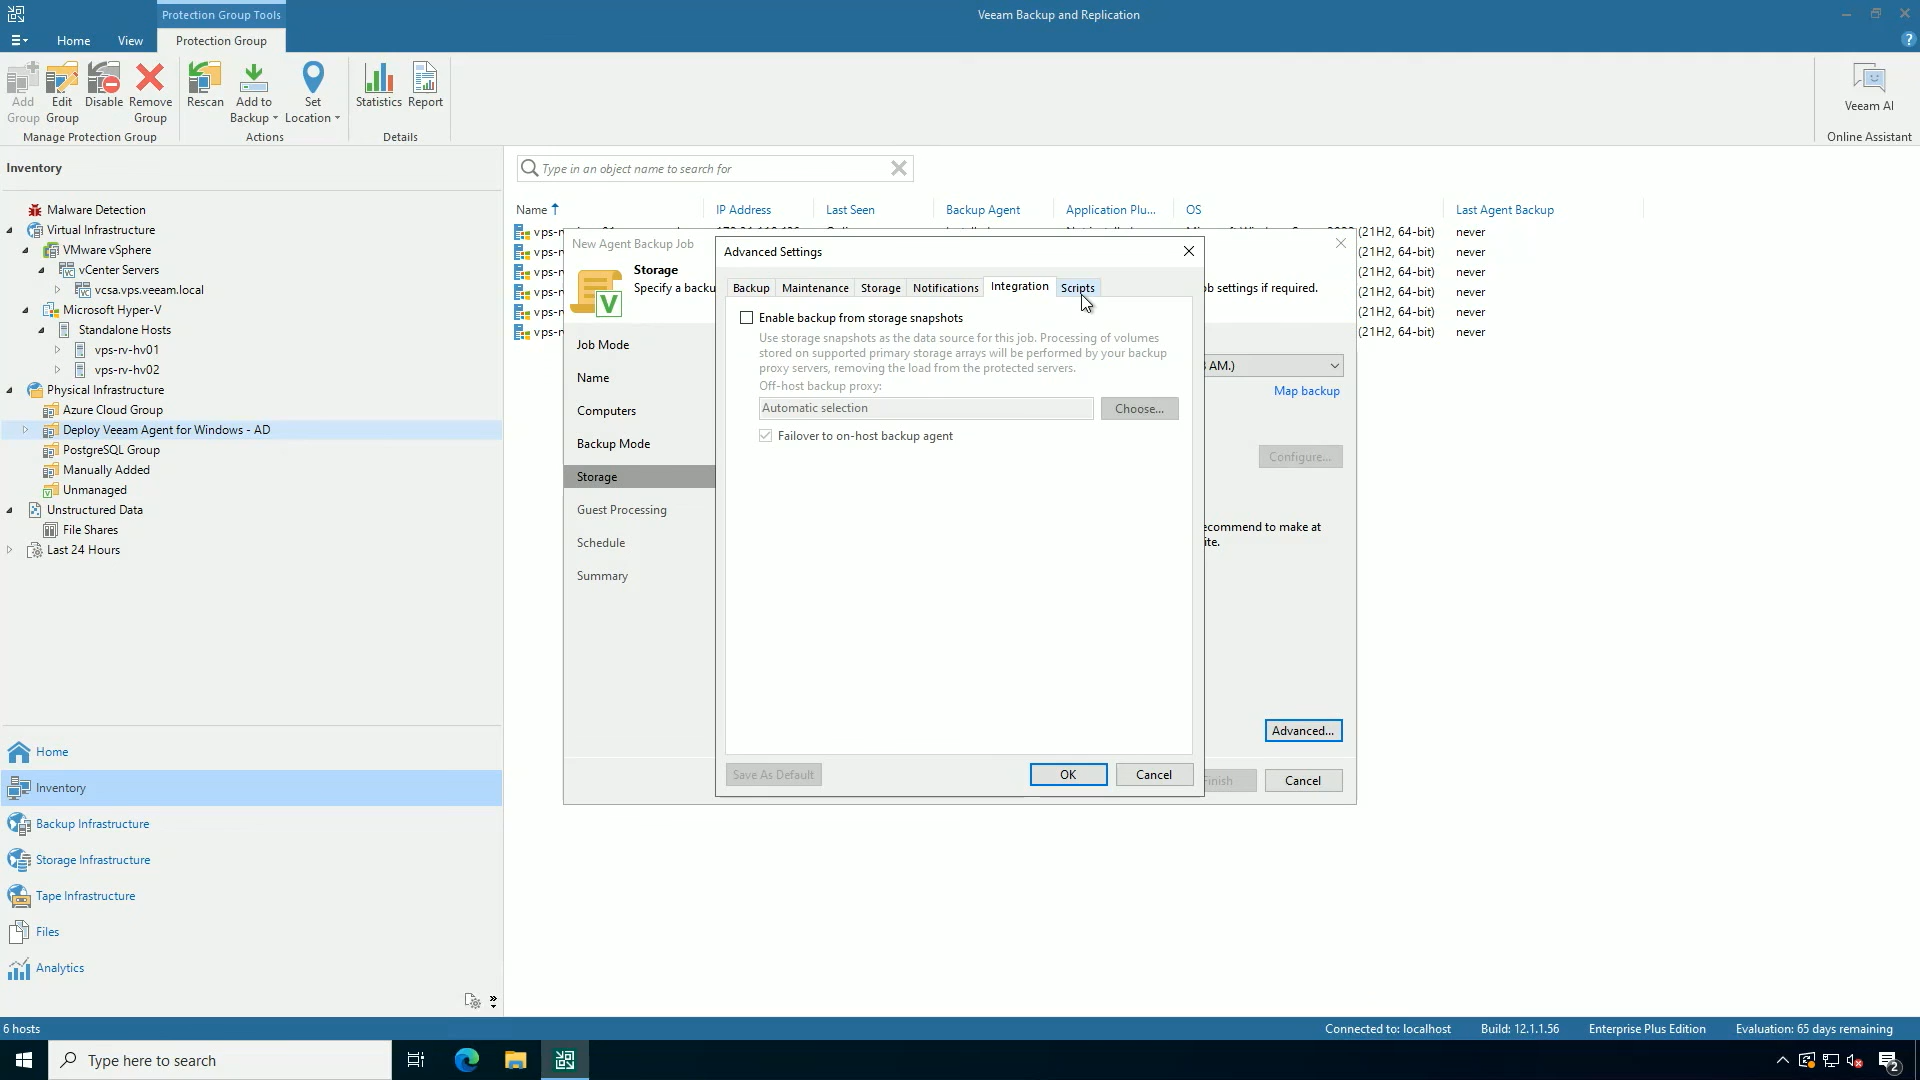 Protection Group Tools
Veeam Backup and Replication
Home
View
Protection Group
Add Group
Edit Group
Disable
Remove Group
Manage Protection Group
Rescan
Add to Backup
Set Location
Actions
Statistics
Report
Details
Veeam AI
Online Assistant
Inventory
Malware Detection
Virtual Infrastructure
VMware vSphere
vCenter Servers
vcsa.vps.veeam.local
Microsoft Hyper-V
Standalone Hosts
vps-rv-hv01
vps-rv-hv02
Physical Infrastructure
Azure Cloud Group
Deploy Veeam Agent for Windows - AD
PostgreSQL Group
Manually Added
Unmanaged
Unstructured Data
File Shares
Last 24 Hours
Home
Inventory
Backup Infrastructure
Storage Infrastructure
Tape Infrastructure
Files
Analytics
Type in an object name to search for
Name
IP Address
Last Seen
Backup Agent
Application Plu...
OS
Last Agent Backup
(21H2, 64-bit) never
(21H2, 64-bit) never
(21H2, 64-bit) never
(21H2, 64-bit) never
(21H2, 64-bit) never
(21H2, 64-bit) never
New Agent Backup Job
Storage
Specify a backu
b settings if required.
Job Mode
Name
Computers
Backup Mode
Storage
Guest Processing
Schedule
Summary
AM.)
Map backup
Configure...
ecommend to make at
ite.
Advanced...
Finish
Cancel
Advanced Settings
Backup
Maintenance
Storage
Notifications
Integration
Scripts
Enable backup from storage snapshots
Use storage snapshots as the data source for this job. Processing of volumes
stored on supported primary storage arrays will be performed by your backup
proxy servers, removing the load from the protected servers.
Off-host backup proxy:
Automatic selection
Choose...
Failover to on-host backup agent
Save As Default
OK
Cancel
6 hosts
Connected to: localhost
Build: 12.1.1.56
Enterprise Plus Edition
Evaluation: 65 days remaining
Type here to search
2